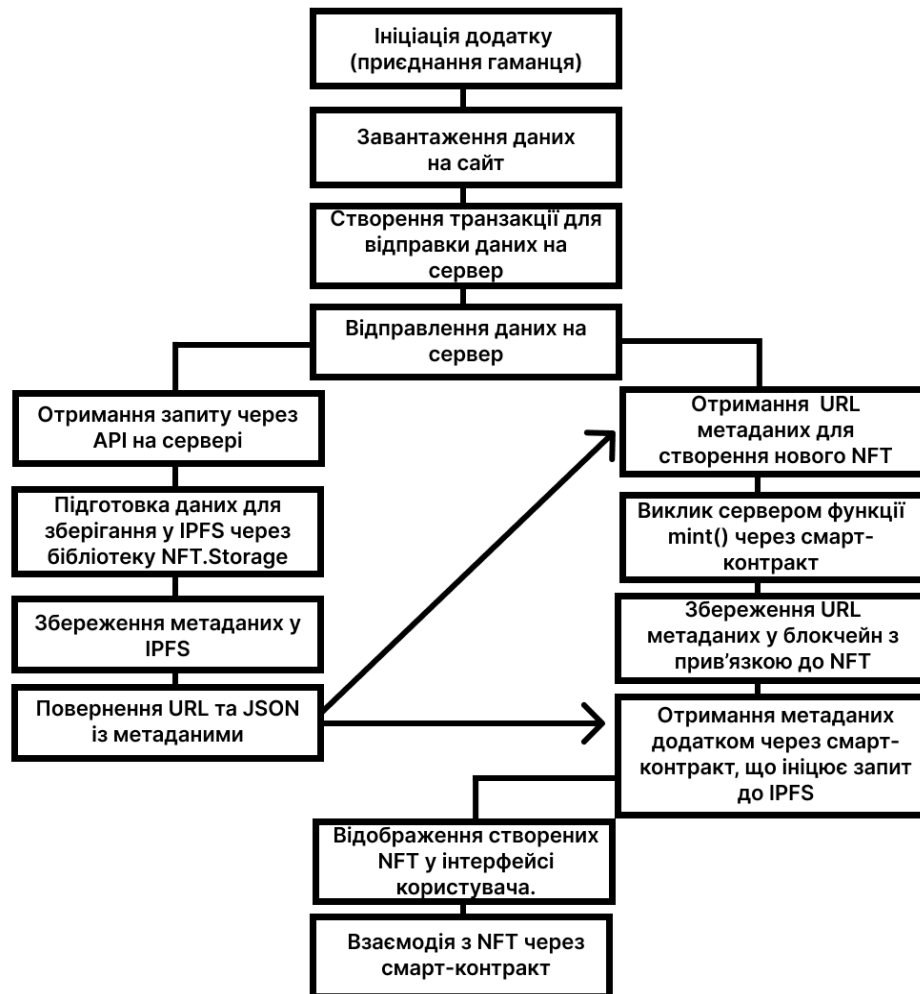 Ініціація додатку
(приєднання гаманця)
Завантаження даних
на сайт
Створення транзакції для
відправки даних на
сервер
Відправлення даних на
сервер
Отримання запиту через
API на сервері
Підготовка даних для
зберігання у IPFS через
бібліотеку NFT.Storage
Збереження метаданих у
IPFS
Повернення URL та JSON
із метаданими
Отримання URL
метаданих для
створення нового NFT
Виклик сервером функції
mint() через смарт-
контракт
Збереження URL
метаданих у блокчейн з
прив’язкою до NFT
Отримання метаданих
додатком через смарт-
контракт, що ініцює запит
до IPFS
Відображення створених
NFT у інтерфейсі
користувача.
Взаємодія з NFT через
смарт-контракт